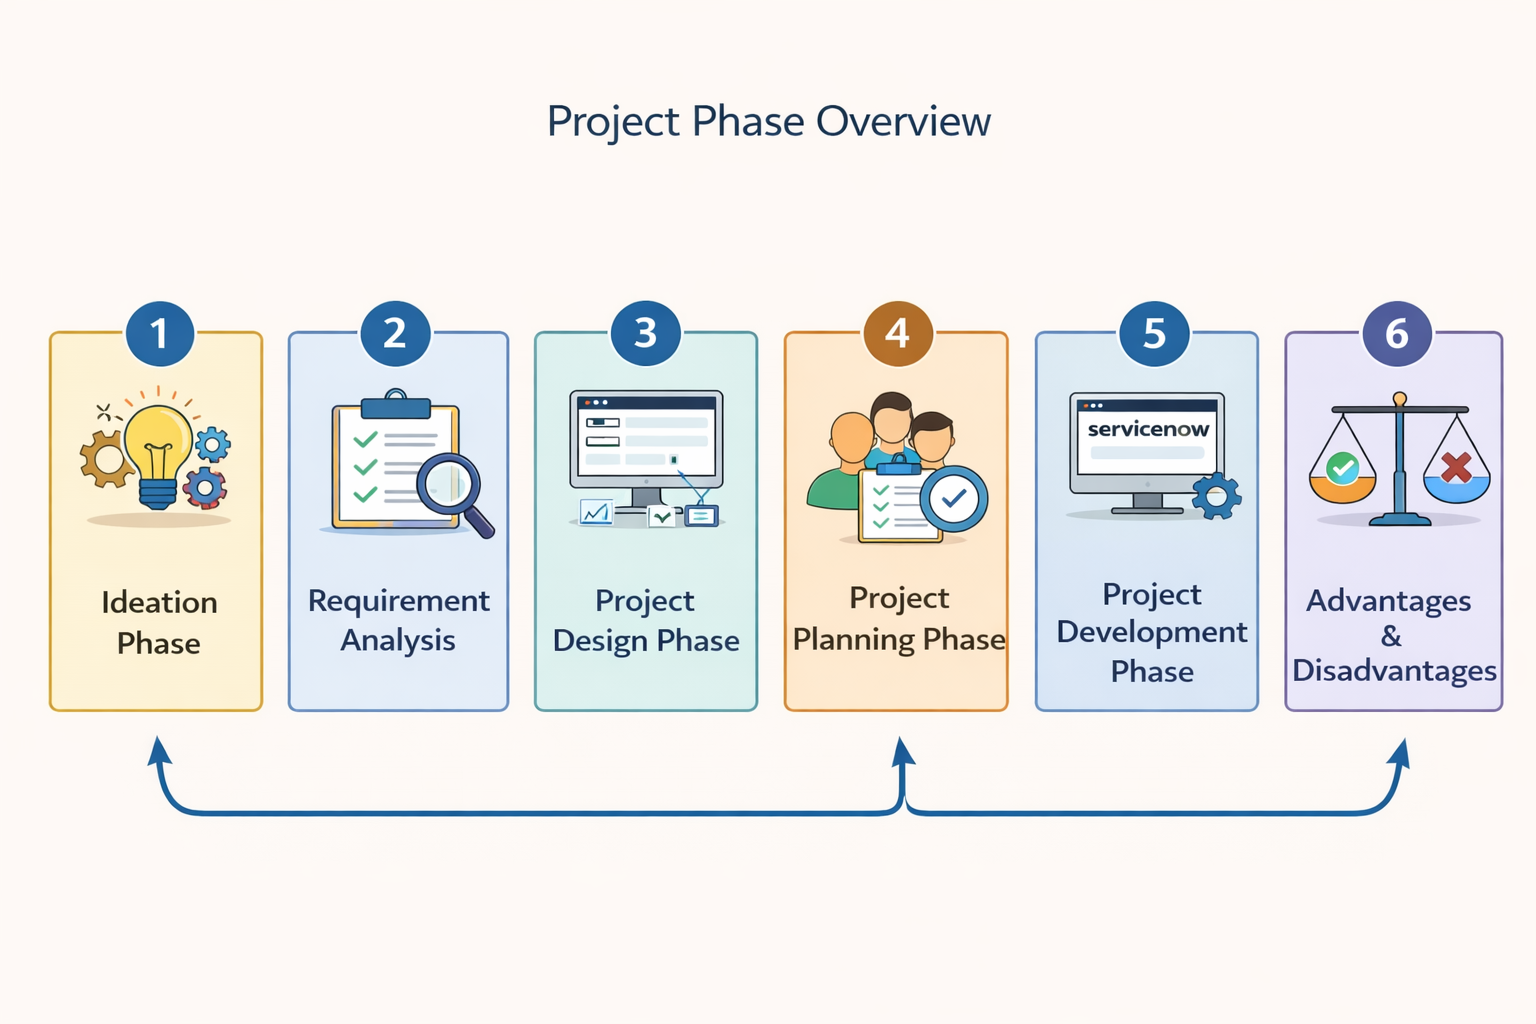 Project Phase Overview
1
2
3
4
5
6
servicenow
Ideation
Phase
Requirement
Analysis
Project
Design Phase
Project
Planning Phase
Project
Development
Phase
Advantages
&
Disadvantages